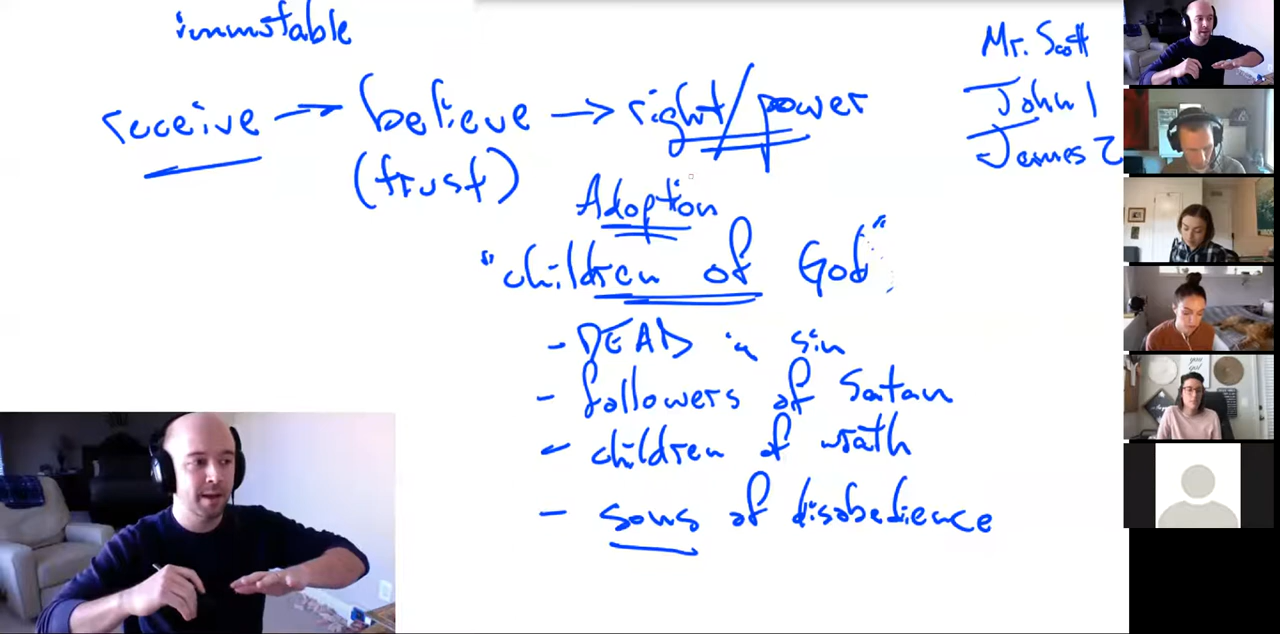 immutable
Mr. Scott
John 1
James 2
receive → believe → right/power
(trust)
Adoption
"children of God"
- DEAD in sin
- followers of Satan
- children of wrath
- sons of disobedience